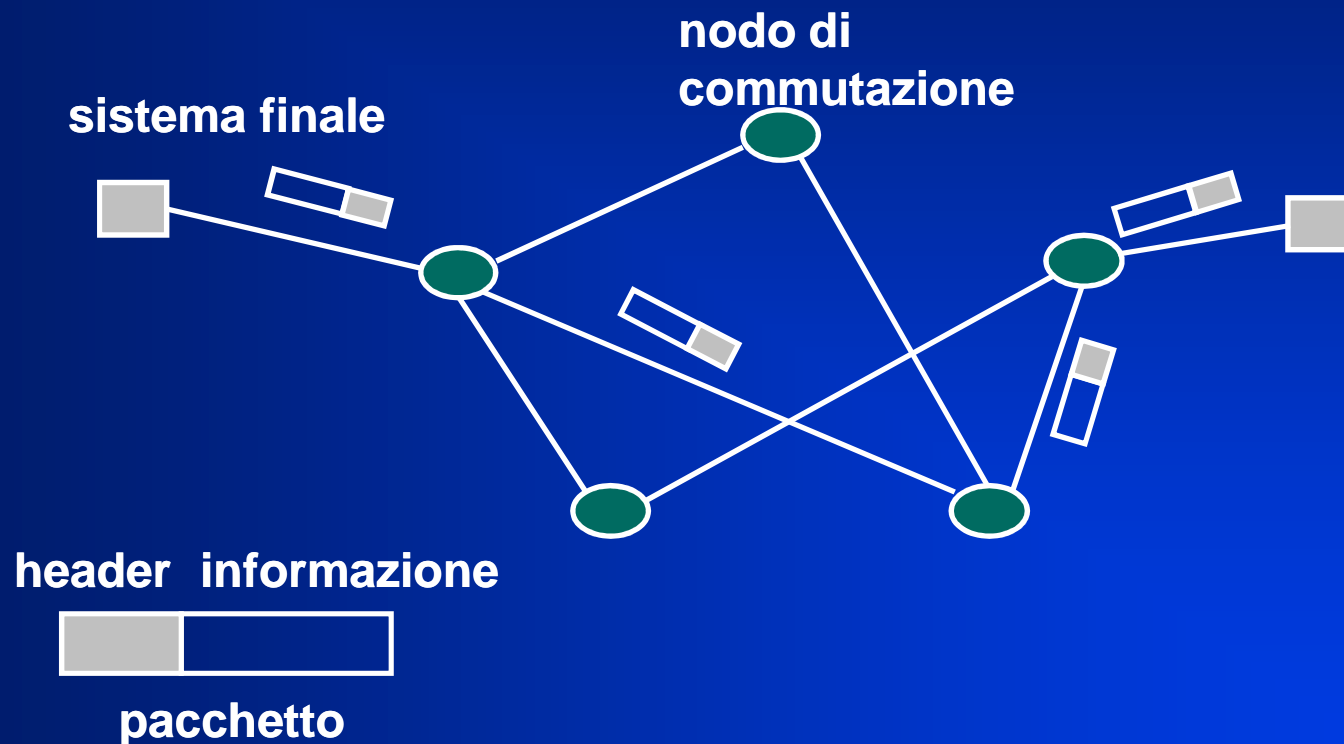 nodo di
commutazione
sistema finale
header informazione
pacchetto